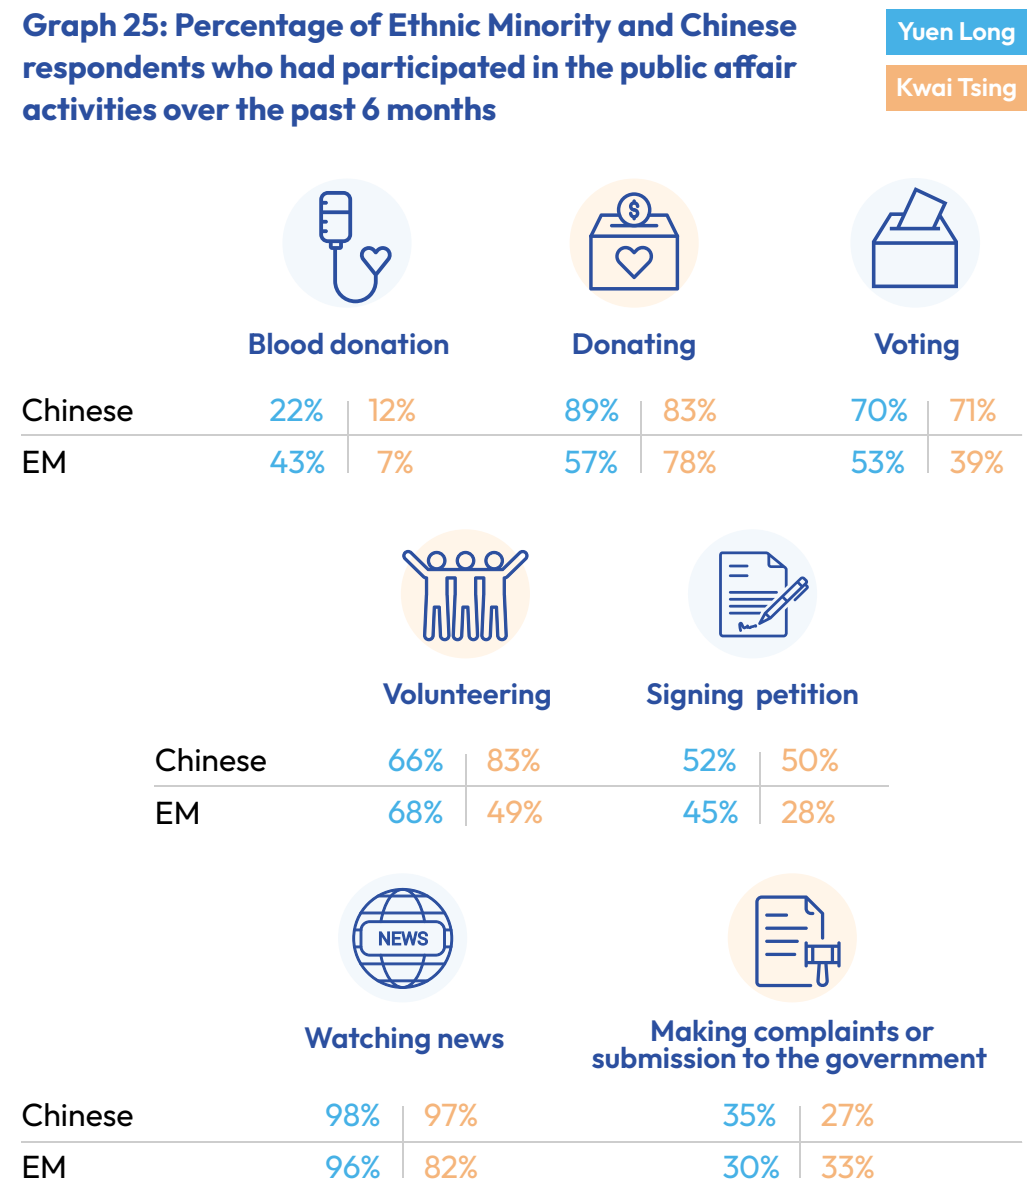 Graph 25: Percentage of Ethnic Minority and Chinese
respondents who had participated in the public affair
activities over the past 6 months
Yuen Long
Kwai Tsing
$
Blood donation Donating Voting
Chinese 22% 12% 89% 83% 70% 71%
EM 43% 7% 57% 78% 53% 39%
Volunteering Signing petition
Chinese 66% 83% 52% 50%
EM 68% 49% 45% 28%
NEWS
Watching news
Making complaints or
submission to the government
Chinese 98% 97% 35% 27%
EM 96% 82% 30% 33%